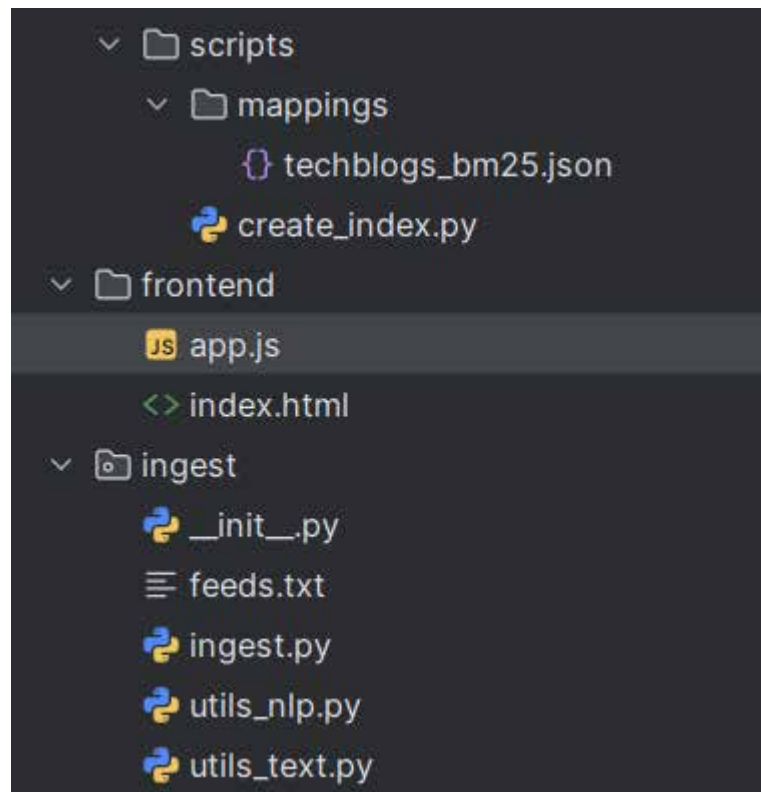 scripts
mappings
{} techblogs_bm25.json
create_index.py
frontend
JS app.js
<> index.html
ingest
__init__.py
feeds.txt
ingest.py
utils_nlp.py
utils_text.py